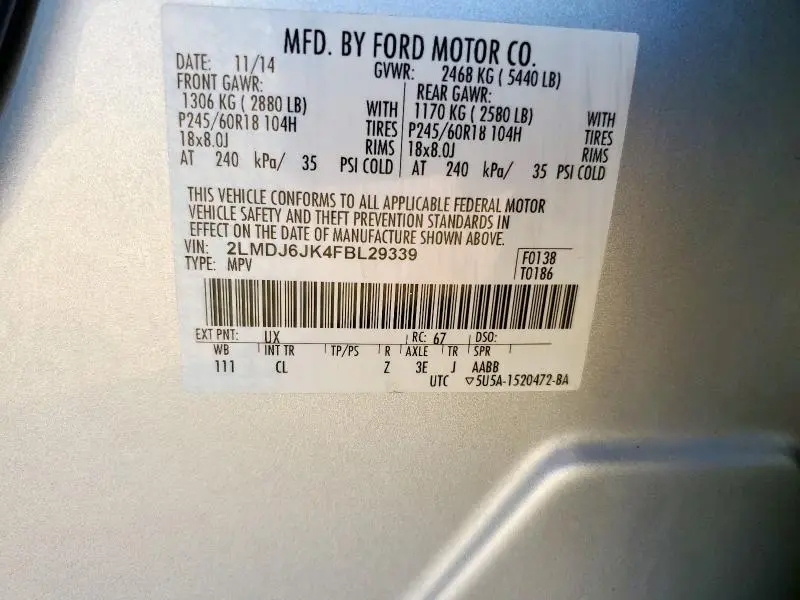 MFD. BY FORD MOTOR CO.
DATE: 11/14 GVWR: 2468 KG ( 5440 LB)
FRONT GAWR: REAR GAWR:
1306 KG ( 2880 LB) WITH 1170 KG ( 2580 LB) WITH
P245/60R18 104H TIRES P245/60R18 104H TIRES
18x8.0J RIMS 18x8.0J RIMS
AT 240 kPa/ 35 PSI COLD AT 240 kPa/ 35 PSI COLD
THIS VEHICLE CONFORMS TO ALL APPLICABLE FEDERAL MOTOR
VEHICLE SAFETY AND THEFT PREVENTION STANDARDS IN
EFFECT ON THE DATE OF MANUFACTURE SHOWN ABOVE.
VIN: 2LMDJ6JK4FBL29339 F0138
TYPE: MPV T0186
EXT PNT: UX RC: 67 DSO:
WB INT TR TP/PS R AXLE TR SPR
111 CL Z 3E J AABB
UTC ▽5U5A-1520472-BA